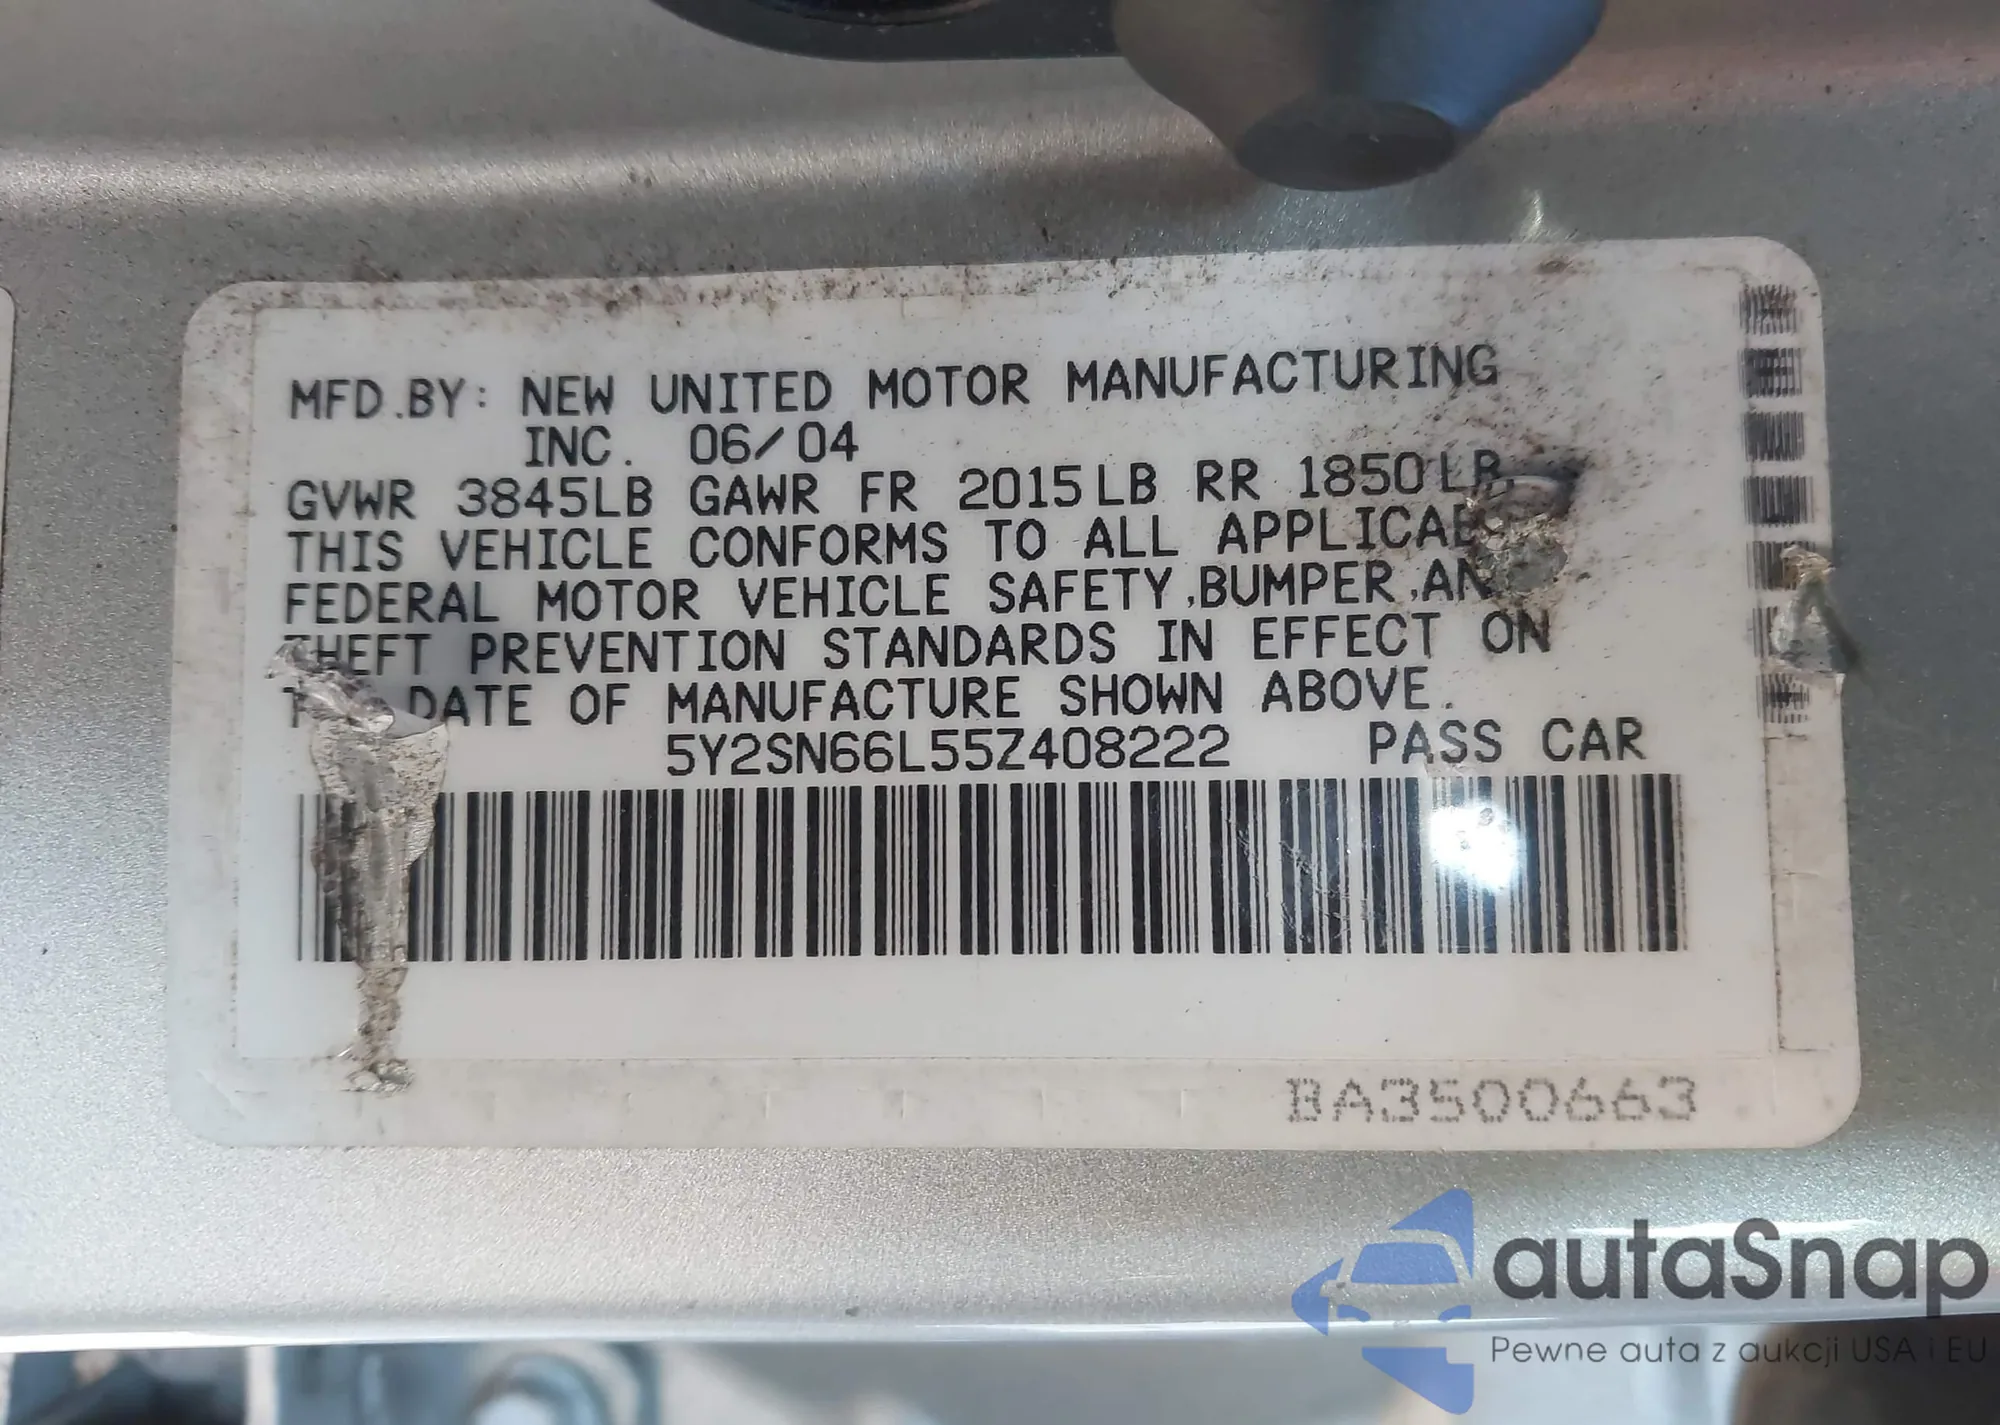 MFD.BY: NEW UNITED MOTOR MANUFACTURING
INC. 06/04
GVWR 3845LB GAWR FR 2015LB RR 1850LB
THIS VEHICLE CONFORMS TO ALL
FEDERAL MOTOR VEHICLE SAFETY,BUMPER,
THEFT PREVENTION STANDARDS IN EFFECT ON
DATE OF MANUFACTURE SHOWN ABOVE.
5Y2SN66L55Z408222 PASS CAR
BA3500663
autaSnap
Pewne auta z aukcji USA i EU